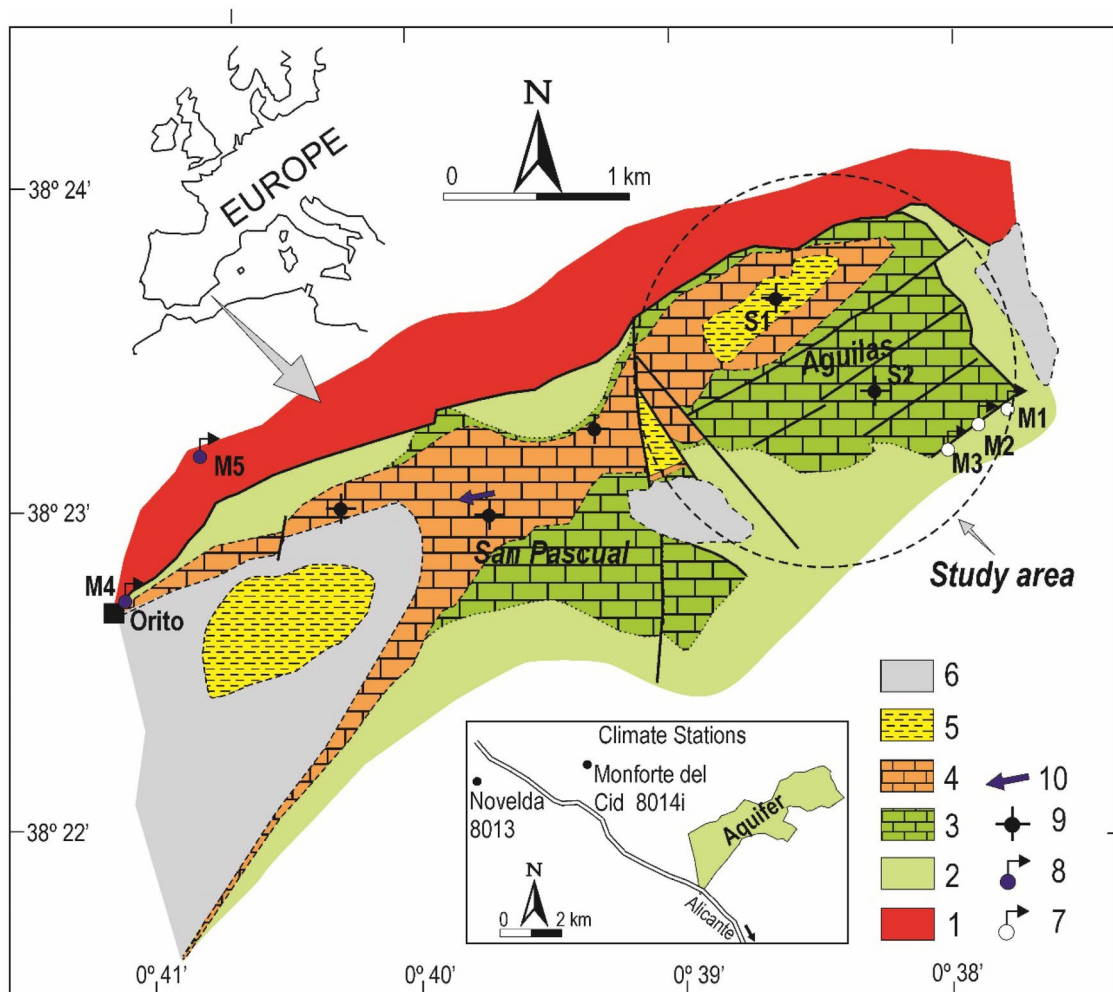 N
EUROPE
0 1 km
38º 24'
38º 23'
38º 22'
S1
Aguilas
S2
M1
M2
M3
M5
San Pascual
M4
Orito
Study area
6
5
4
3
2
1
10
9
8
7
Climate Stations
Monforte del
Cid 8014i
Novelda
8013
Aquifer
N
0 2 km
Alicante
0º 41'
0º 40'
0º 39'
0º 38'